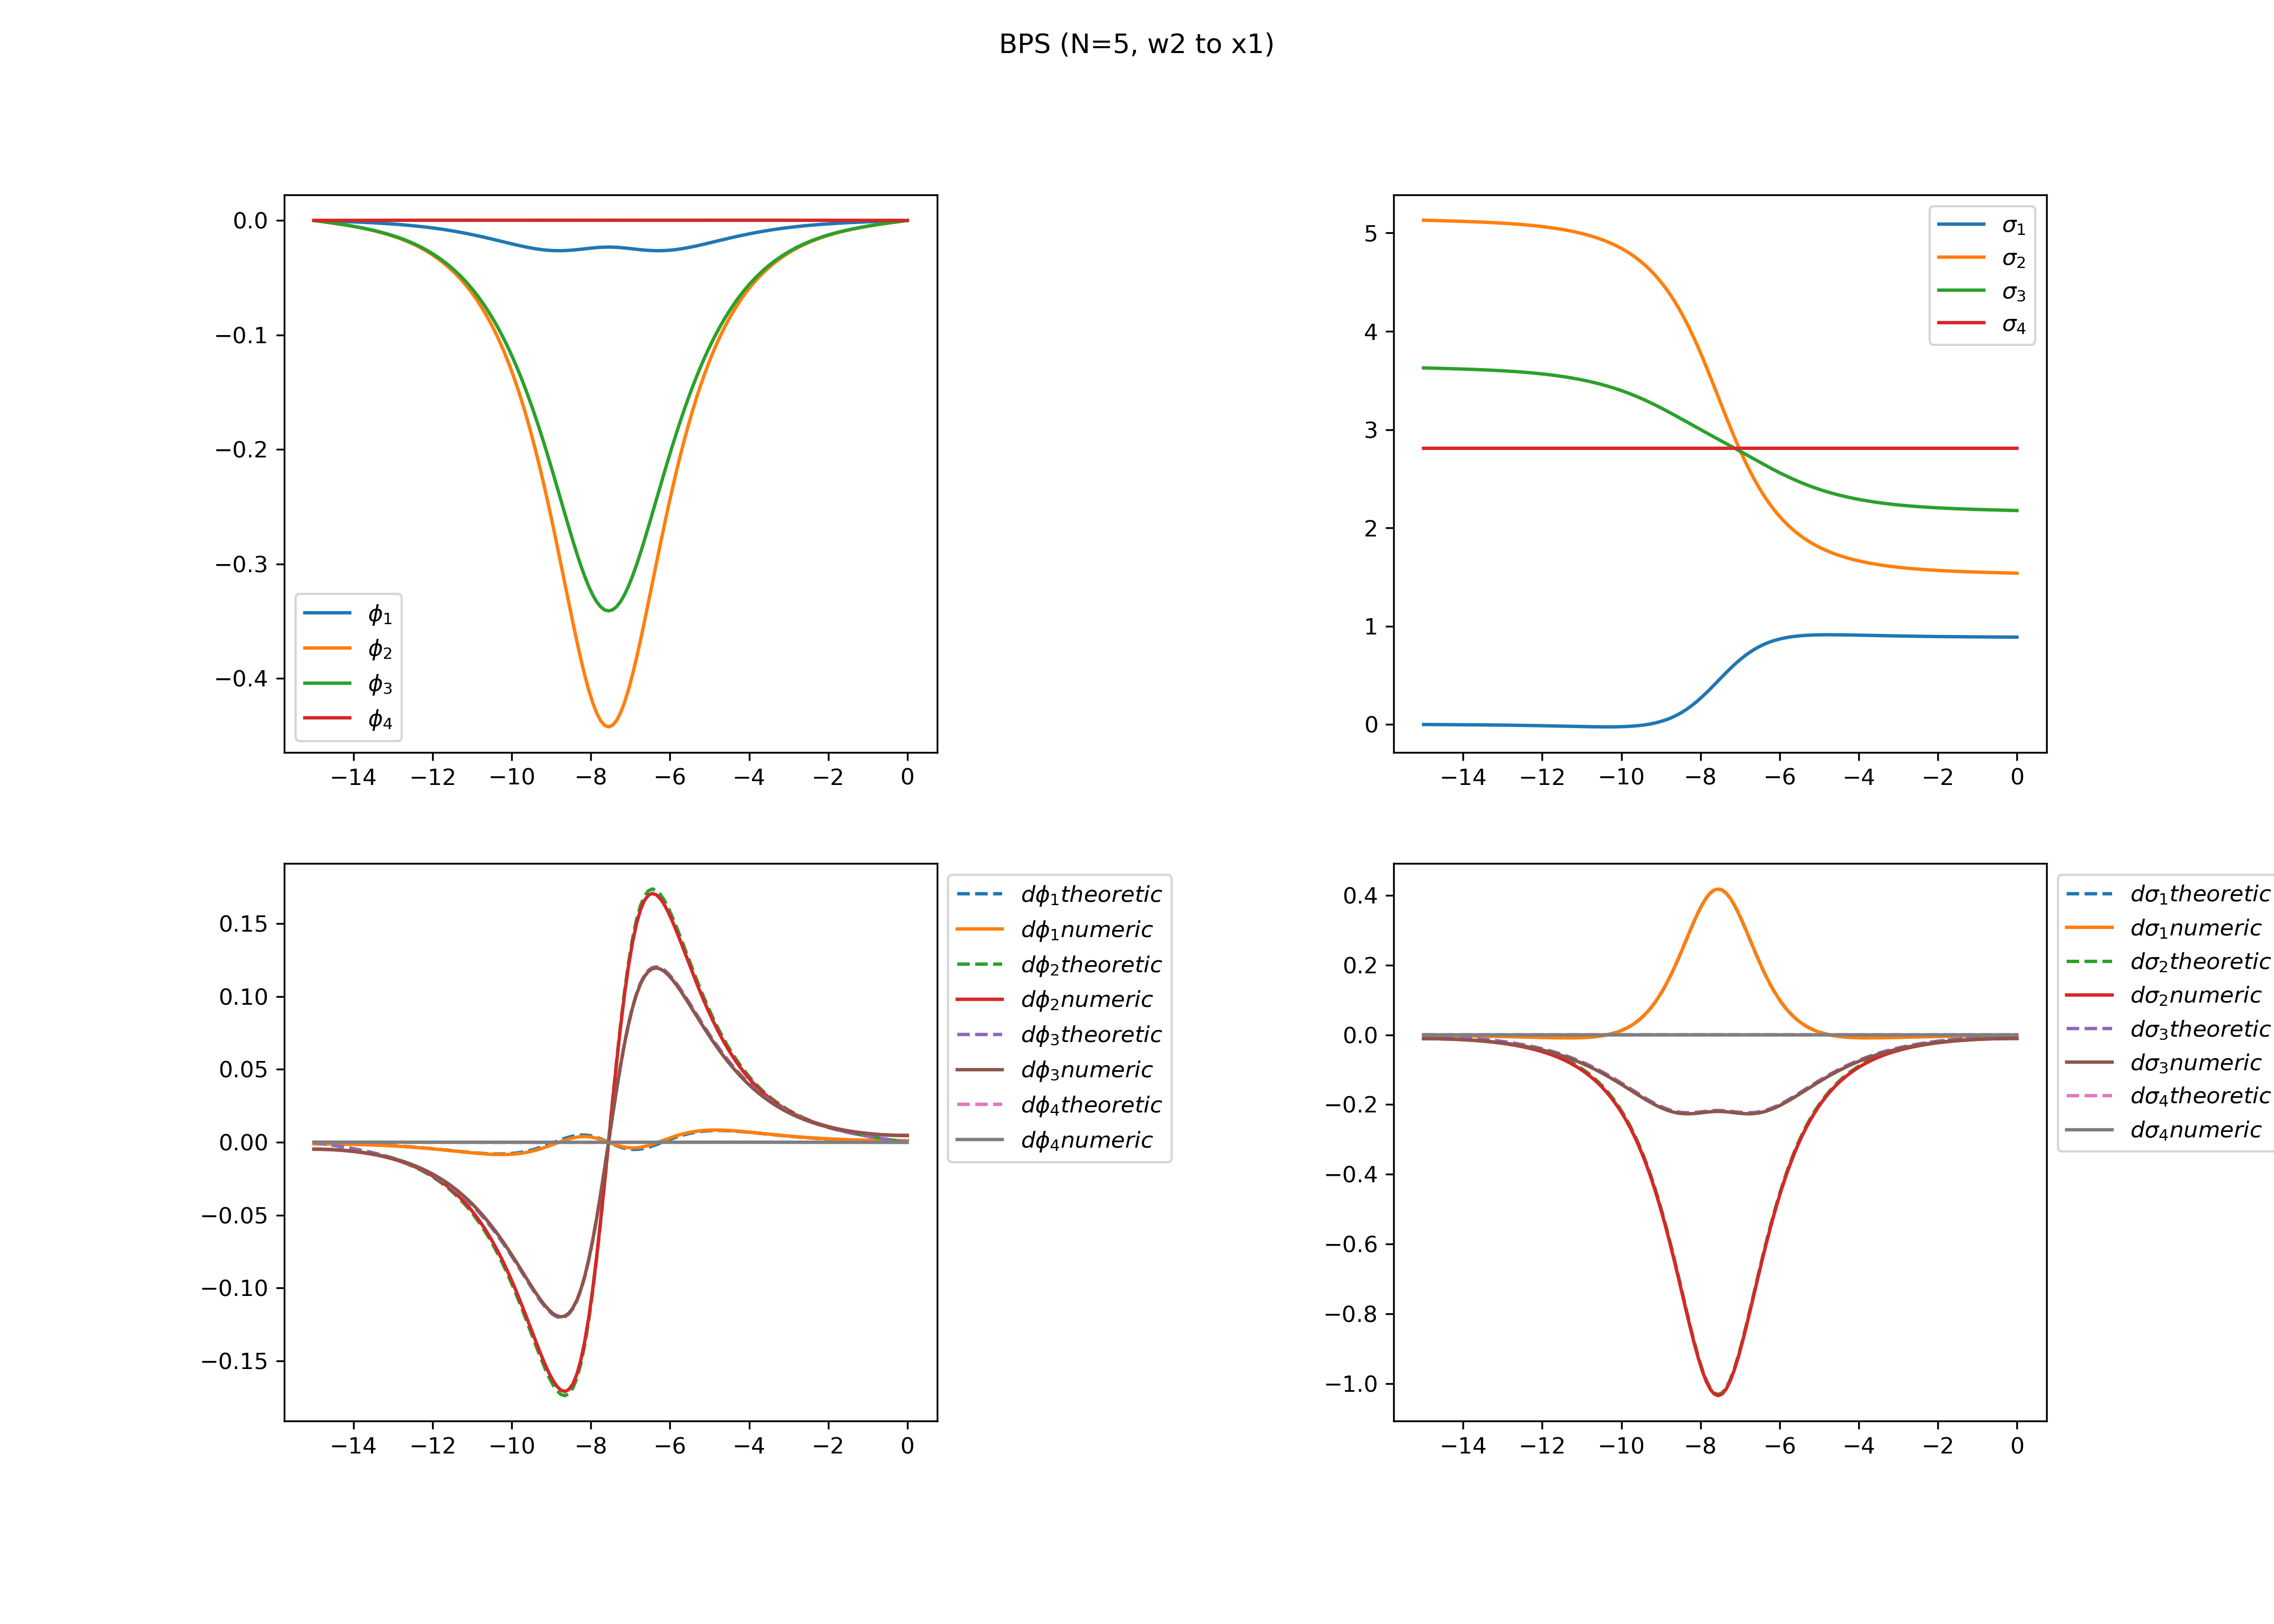 BPS (N=5, w2 to x1)
0.0
−0.1
−0.2
−0.3
−0.4
ϕ₁
ϕ₂
ϕ₃
ϕ₄
−14 −12 −10 −8 −6 −4 −2 0
5
4
3
2
1
0
σ₁
σ₂
σ₃
σ₄
−14 −12 −10 −8 −6 −4 −2 0
0.15
0.10
0.05
0.00
−0.05
−0.10
−0.15
−14 −12 −10 −8 −6 −4 −2 0
dϕ₁theoretic
dϕ₁numeric
dϕ₂theoretic
dϕ₂numeric
dϕ₃theoretic
dϕ₃numeric
dϕ₄theoretic
dϕ₄numeric
0.4
0.2
0.0
−0.2
−0.4
−0.6
−0.8
−1.0
−14 −12 −10 −8 −6 −4 −2 0
dσ₁theoretic
dσ₁numeric
dσ₂theoretic
dσ₂numeric
dσ₃theoretic
dσ₃numeric
dσ₄theoretic
dσ₄numeric